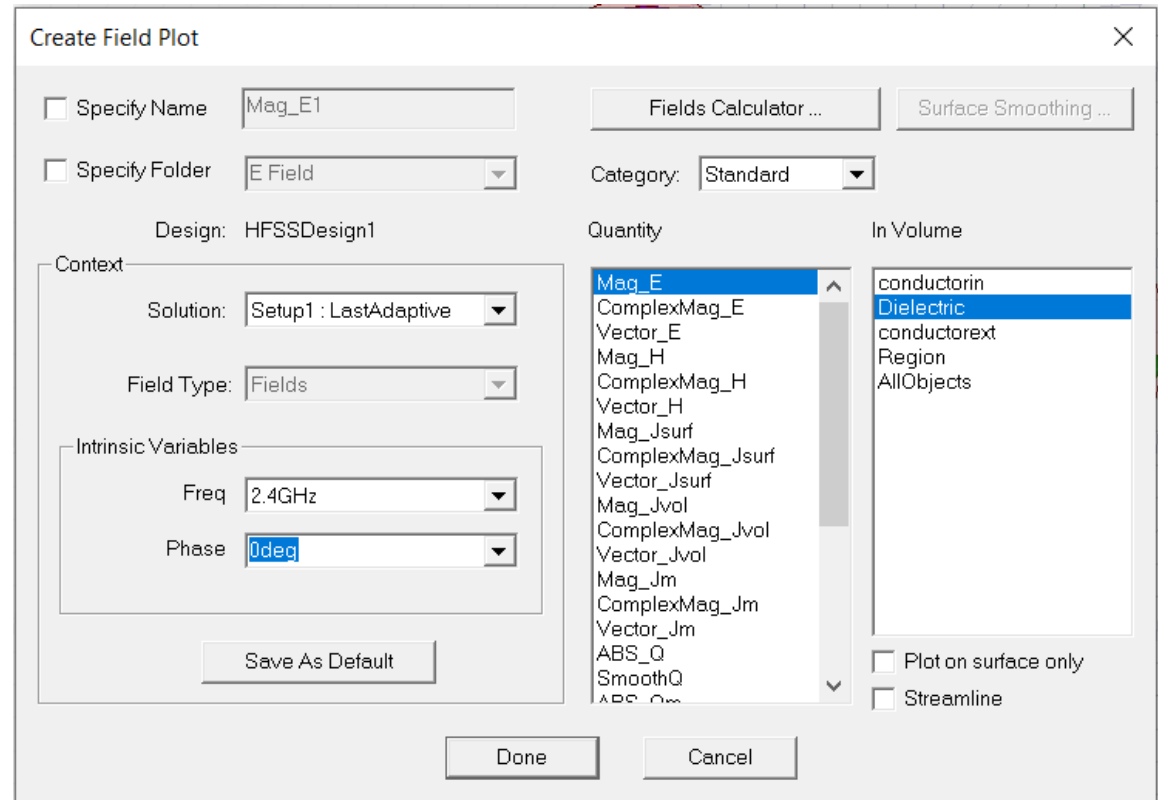 Create Field Plot
Specify Name Mag_E1 Fields Calculator ... Surface Smoothing ...
Specify Folder E Field Category: Standard
Design: HFSSDesign1
Context
Solution: Setup1 : LastAdaptive
Field Type: Fields
Intrinsic Variables
Freq 2.4GHz
Phase 0deg
Save As Default
Quantity
Mag_E
ComplexMag_E
Vector_E
Mag_H
ComplexMag_H
Vector_H
Mag_Jsurf
ComplexMag_Jsurf
Vector_Jsurf
Mag_Jvol
ComplexMag_Jvol
Vector_Jvol
Mag_Jm
ComplexMag_Jm
Vector_Jm
ABS_Q
SmoothQ
In Volume
conductorin
Dielectric
conductorext
Region
AllObjects
Plot on surface only
Streamline
Done Cancel